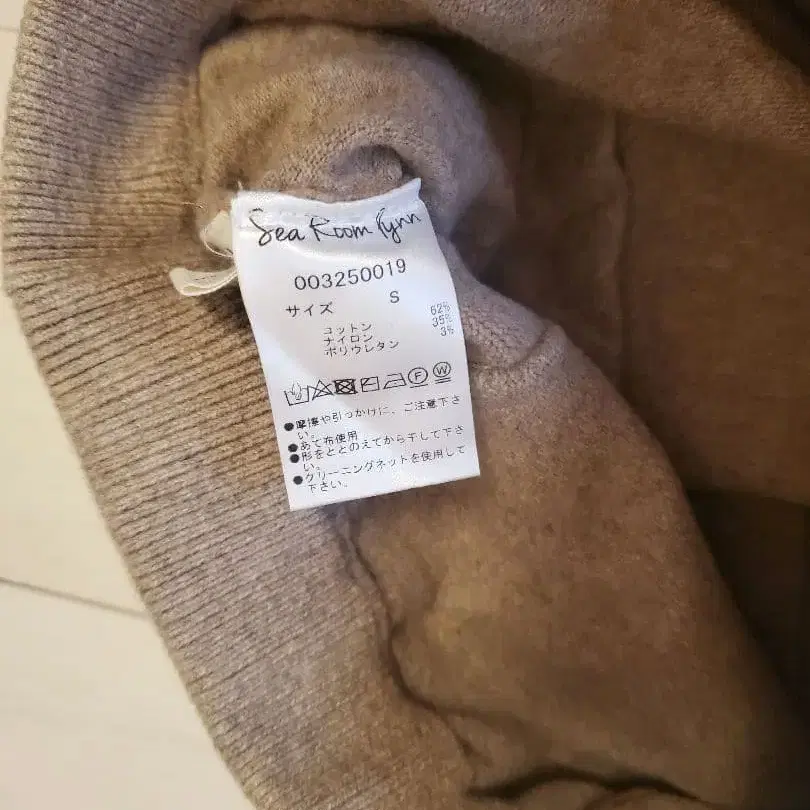 Sea Room lynn
003250019
サイズ S
コットン 62%
ナイロン 35%
ポリウレタン 3%
F W
●摩擦や引っかけに、ご注意下さ
い。
●あて布使用
●形をととのえてから干して下さ
い。
●クリーニングネットを使用して
下さい。